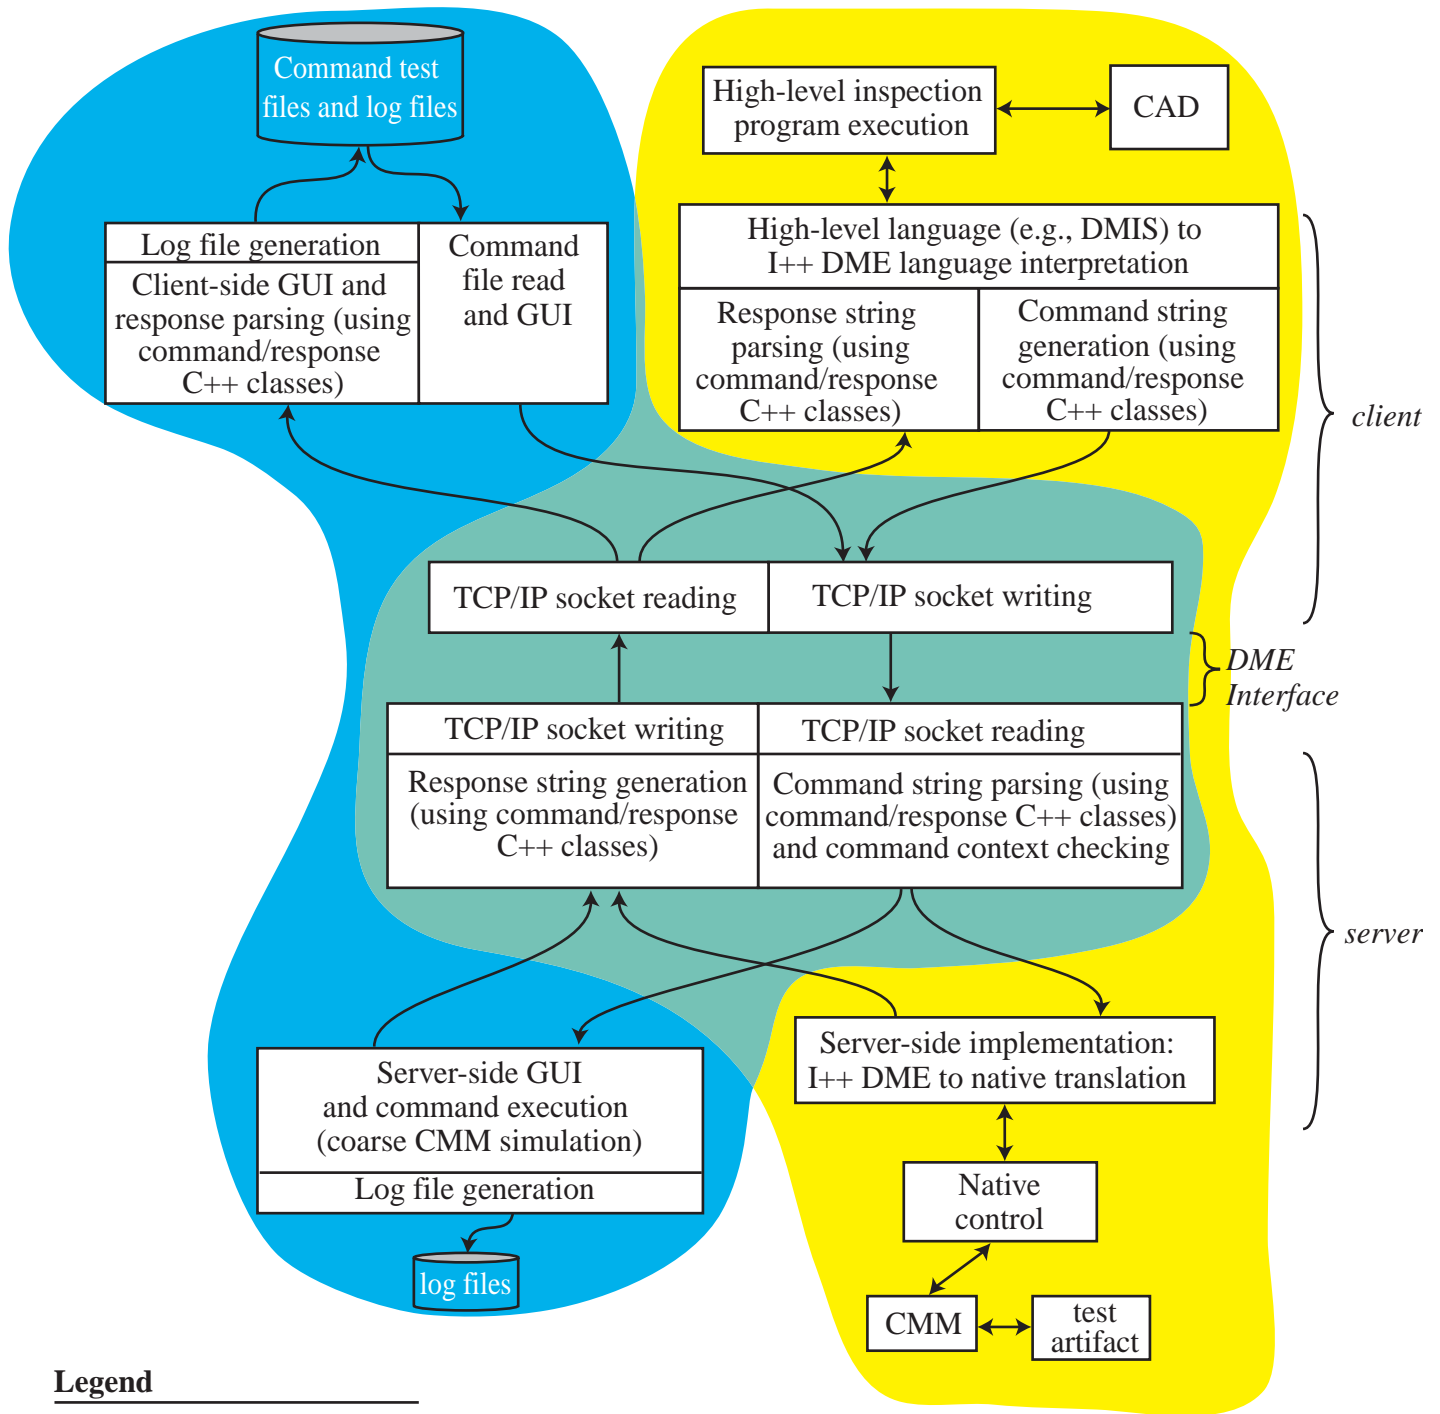 Command test
files and log files
High-level inspection
program execution
CAD
Log file generation
Client-side GUI and
response parsing (using
command/response
C++ classes)
Command
file read
and GUI
High-level language (e.g., DMIS) to
I++ DME language interpretation
Response string
parsing (using
command/response
C++ classes)
Command string
generation (using
command/response
C++ classes)
client
TCP/IP socket reading
TCP/IP socket writing
DME
Interface
TCP/IP socket writing
TCP/IP socket reading
Response string generation
(using command/response
C++ classes)
Command string parsing (using
command/response C++ classes)
and command context checking
server
Server-side GUI
and command execution
(coarse CMM simulation)
Log file generation
log files
Server-side implementation:
I++ DME to native translation
Native
control
CMM
test
artifact
Legend